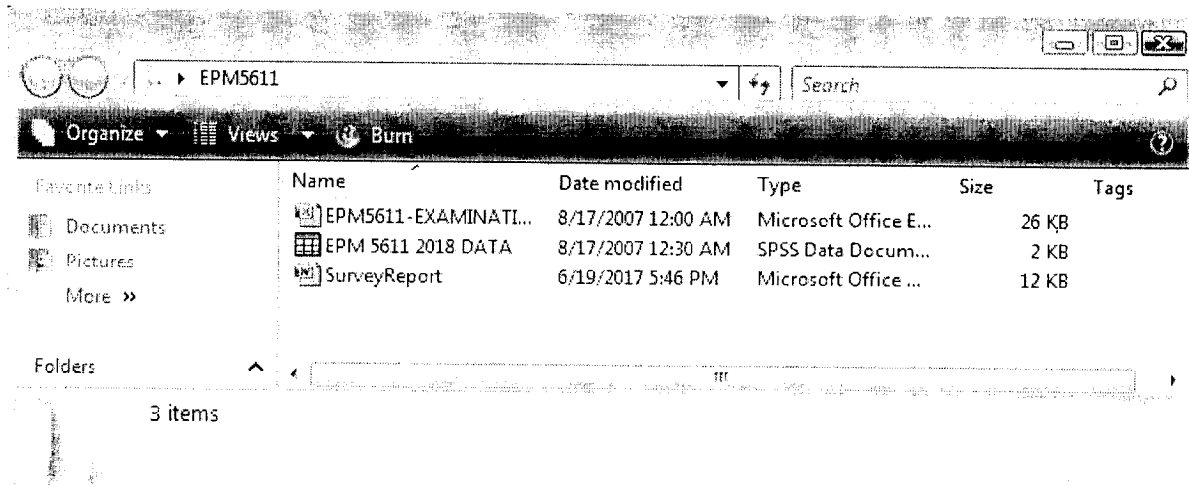 EPM5611
Search
Organize Views Burn
Favorite Links
Documents
Pictures
More »
Folders
Name Date modified Type Size Tags
EPM5611-EXAMINATI... 8/17/2007 12:00 AM Microsoft Office E... 26 KB
EPM 5611 2018 DATA 8/17/2007 12:30 AM SPSS Data Docum... 2 KB
SurveyReport 6/19/2017 5:46 PM Microsoft Office ... 12 KB
3 items